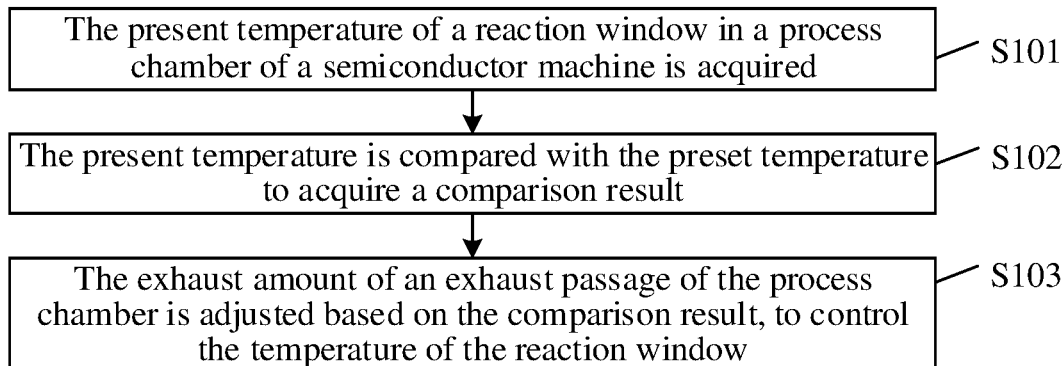 The present temperature of a reaction window in a process
chamber of a semiconductor machine is acquired
S101
The present temperature is compared with the preset temperature
to acquire a comparison result
S102
The exhaust amount of an exhaust passage of the process
chamber is adjusted based on the comparison result, to control
the temperature of the reaction window
S103